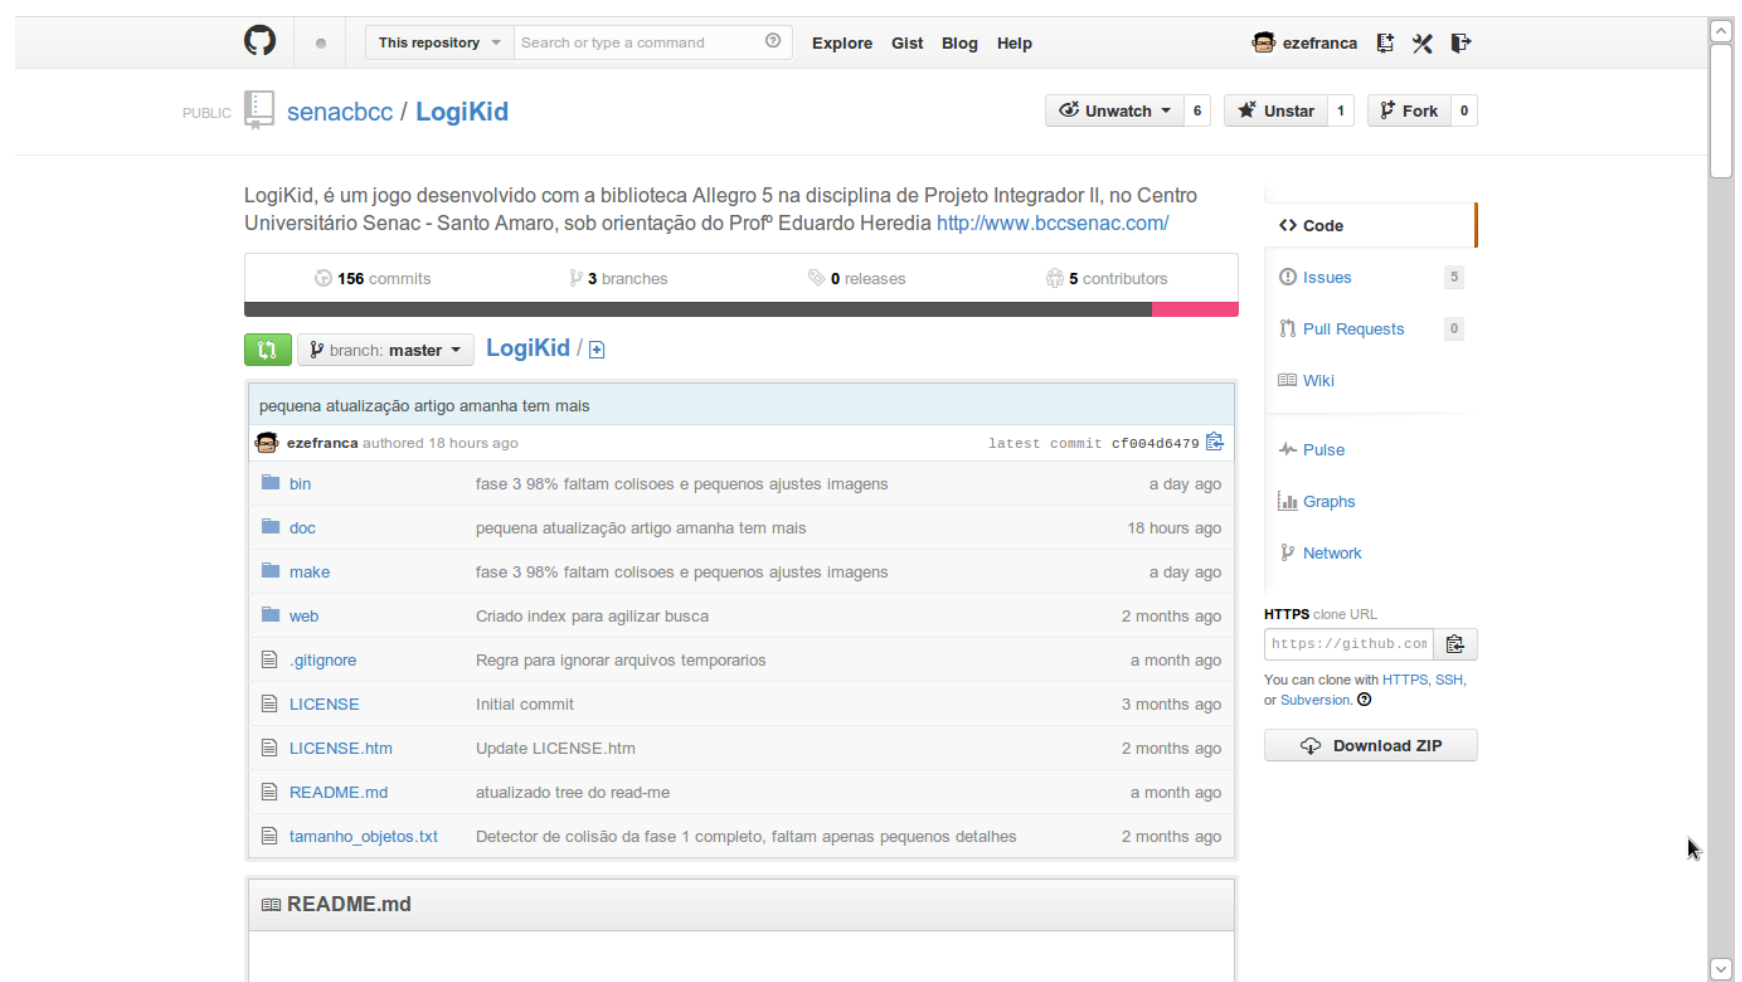 This repository Search or type a command Explore Gist Blog Help ezefranca
PUBLIC senacbcc / LogiKid Unwatch 6 Unstar 1 Fork 0
LogiKid, é um jogo desenvolvido com a biblioteca Allegro 5 na disciplina de Projeto Integrador II, no Centro
Universitário Senac - Santo Amaro, sob orientação do Profº Eduardo Heredia http://www.bccsenac.com/
156 commits 3 branches 0 releases 5 contributors
branch: master LogiKid /
pequena atualização artigo amanha tem mais
ezefranca authored 18 hours ago latest commit cf004d6479
bin fase 3 98% faltam colisoes e pequenos ajustes imagens a day ago
doc pequena atualização artigo amanha tem mais 18 hours ago
make fase 3 98% faltam colisoes e pequenos ajustes imagens a day ago
web Criado index para agilizar busca 2 months ago
.gitignore Regra para ignorar arquivos temporarios a month ago
LICENSE Initial commit 3 months ago
LICENSE.htm Update LICENSE.htm 2 months ago
README.md atualizado tree do read-me a month ago
tamanho_objetos.txt Detector de colisão da fase 1 completo, faltam apenas pequenos detalhes 2 months ago
README.md
Code
Issues 5
Pull Requests 0
Wiki
Pulse
Graphs
Network
HTTPS clone URL
https://github.com
You can clone with HTTPS, SSH,
or Subversion.
Download ZIP